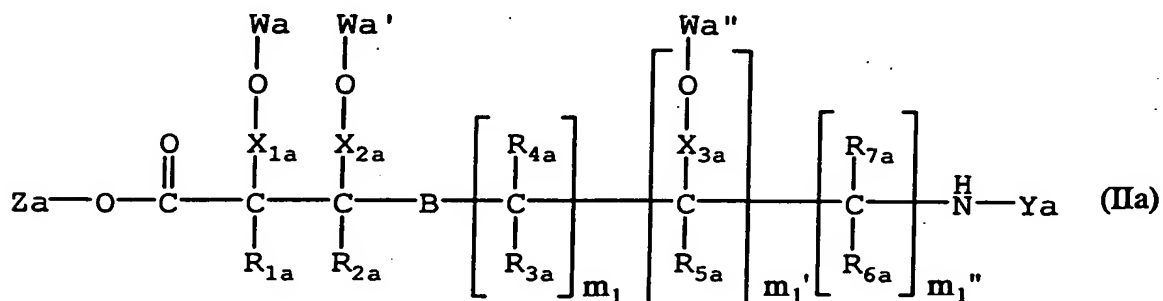 Wa Wa' Wa"
O O O
O X1a X2a R4a X3a R7a
Za—O—C—C—C—B—C—C—C—N—Ya (IIa)
H
R1a R2a R3a R5a R6a
m1 m1' m1"